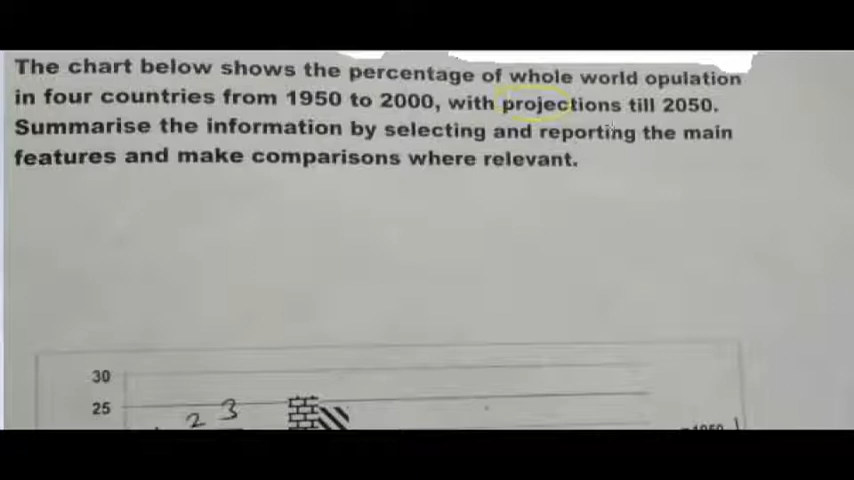 The chart below shows the percentage of whole world opulation
in four countries from 1950 to 2000, with projections till 2050.
Summarise the information by selecting and reporting the main
features and make comparisons where relevant.
30
25
2 3